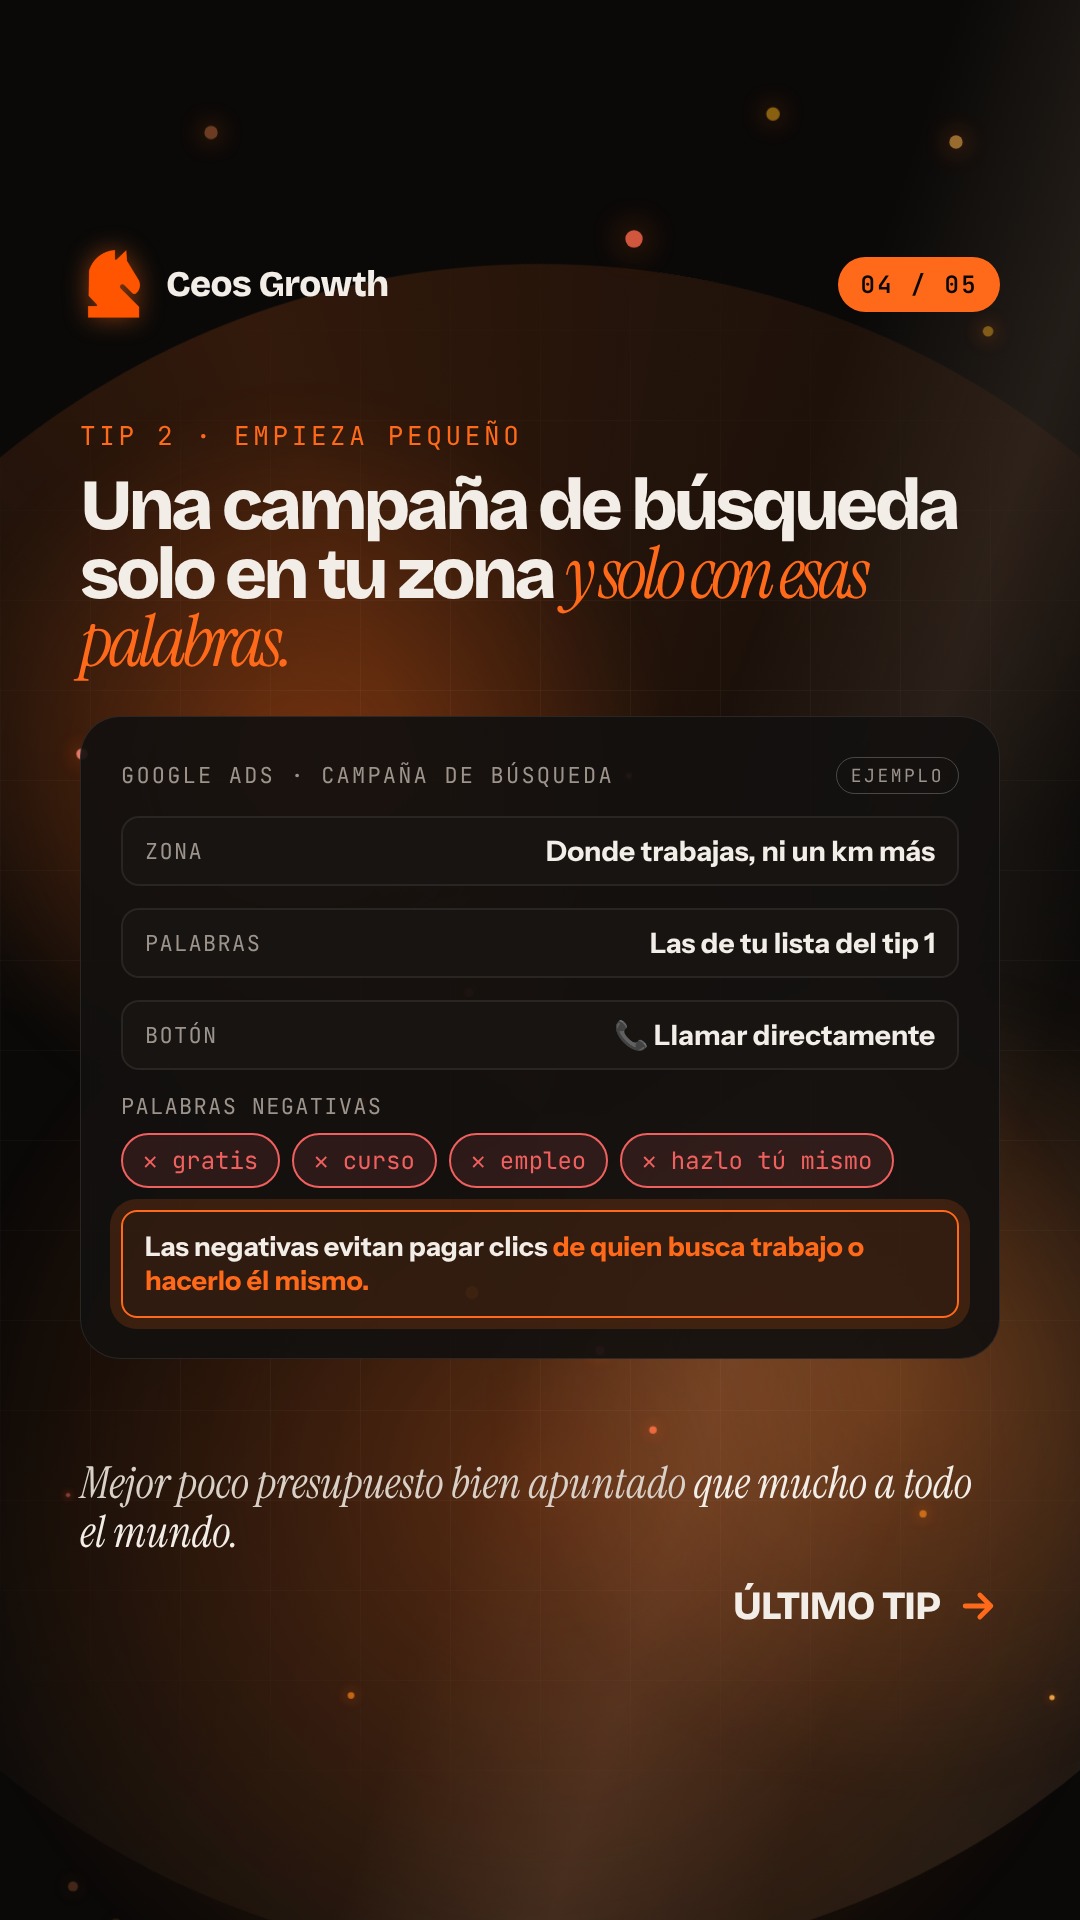 Ceos Growth
04 / 05
TIP 2 · EMPIEZA PEQUEÑO
Una campaña de búsqueda
solo en tu zona y solo con esas
palabras.
GOOGLE ADS · CAMPAÑA DE BÚSQUEDA
EJEMPLO
ZONA
Donde trabajas, ni un km más
PALABRAS
Las de tu lista del tip 1
BOTÓN
📞 Llamar directamente
PALABRAS NEGATIVAS
× gratis
× curso
× empleo
× hazlo tú mismo
Las negativas evitan pagar clics de quien busca trabajo o
hacerlo él mismo.
Mejor poco presupuesto bien apuntado que mucho a todo
el mundo.
ÚLTIMO TIP →